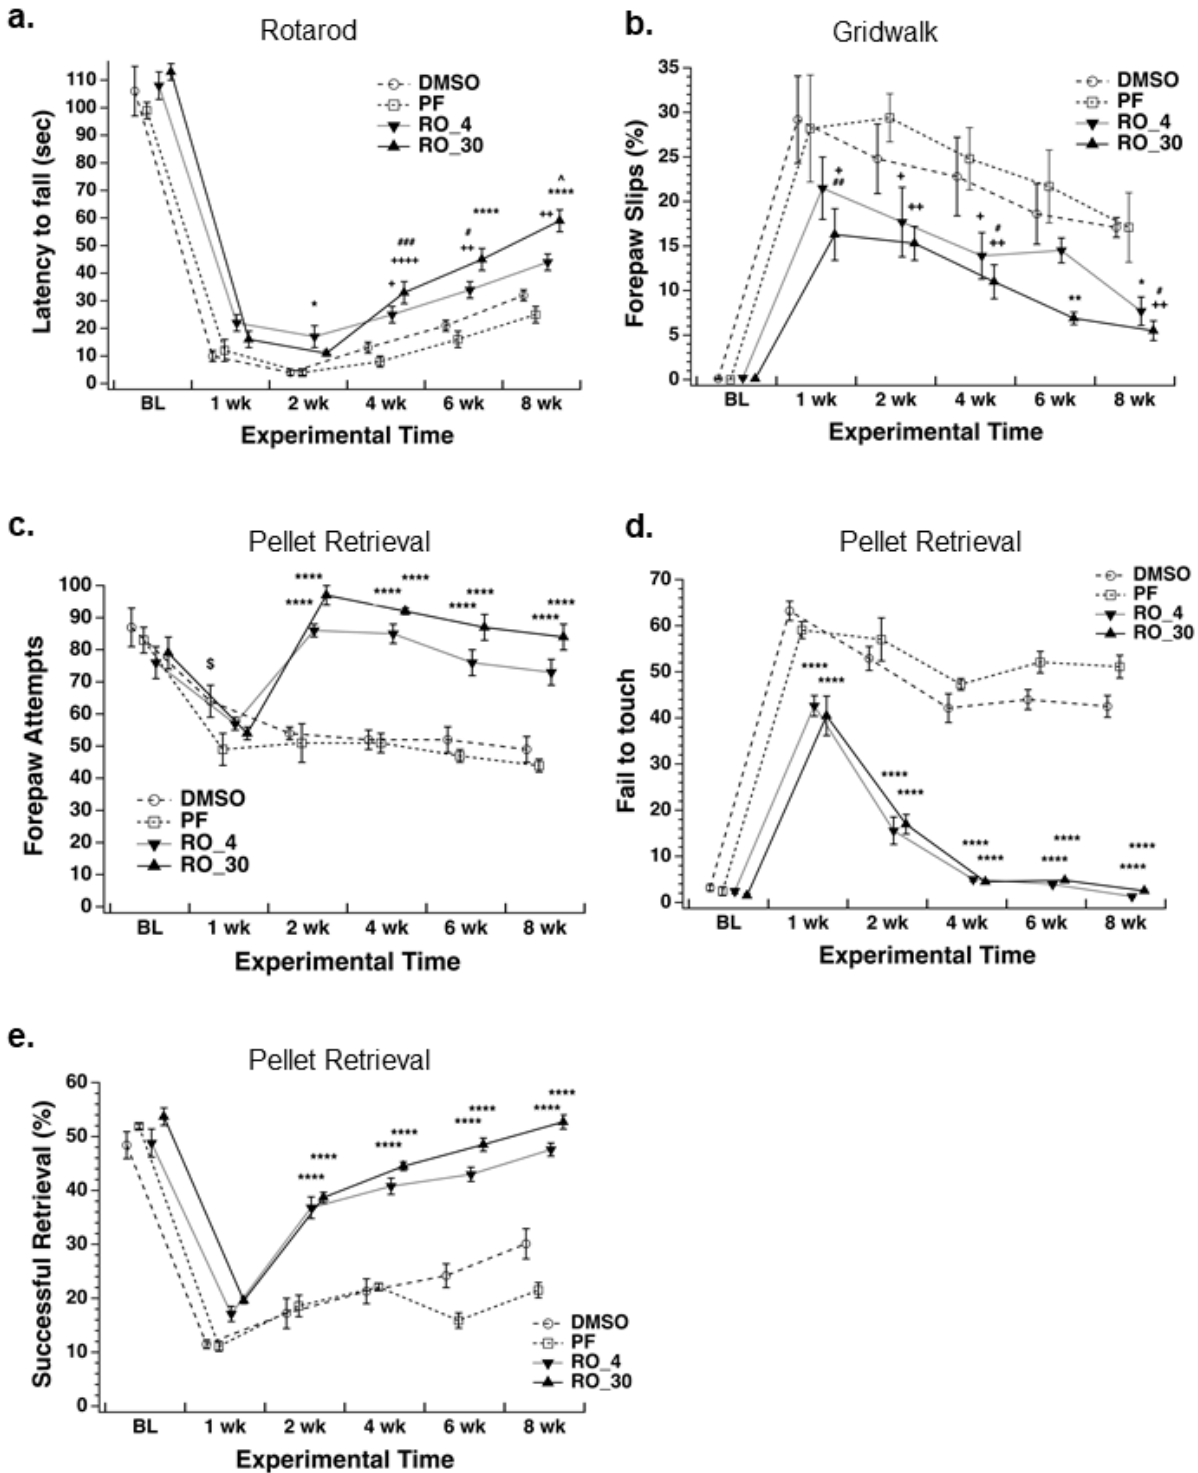 a.
Rotarod
Latency to fall (sec)
110
100
90
80
70
60
50
40
30
20
10
0
DMSO
PF
RO_4
RO_30
*
###
++++
+
****
#
++
^
****
++
BL 1 wk 2 wk 4 wk 6 wk 8 wk
Experimental Time
b.
Gridwalk
Forepaw Slips (%)
35
30
25
20
15
10
5
0
DMSO
PF
RO_4
RO_30
+
##
+
++
+
#
++
**
*
#
++
BL 1 wk 2 wk 4 wk 6 wk 8 wk
Experimental Time
c.
Pellet Retrieval
Forepaw Attempts
100
90
80
70
60
50
40
30
20
10
0
$
****
****
****
****
****
****
****
****
DMSO
PF
RO_4
RO_30
BL 1 wk 2 wk 4 wk 6 wk 8 wk
Experimental Time
d.
Pellet Retrieval
Fail to touch
70
60
50
40
30
20
10
0
DMSO
PF
RO_4
RO_30
****
****
****
****
****
****
****
****
****
****
BL 1 wk 2 wk 4 wk 6 wk 8 wk
Experimental Time
e.
Pellet Retrieval
Successful Retrieval (%)
60
50
40
30
20
10
0
****
****
****
****
****
****
****
****
DMSO
PF
RO_4
RO_30
BL 1 wk 2 wk 4 wk 6 wk 8 wk
Experimental Time